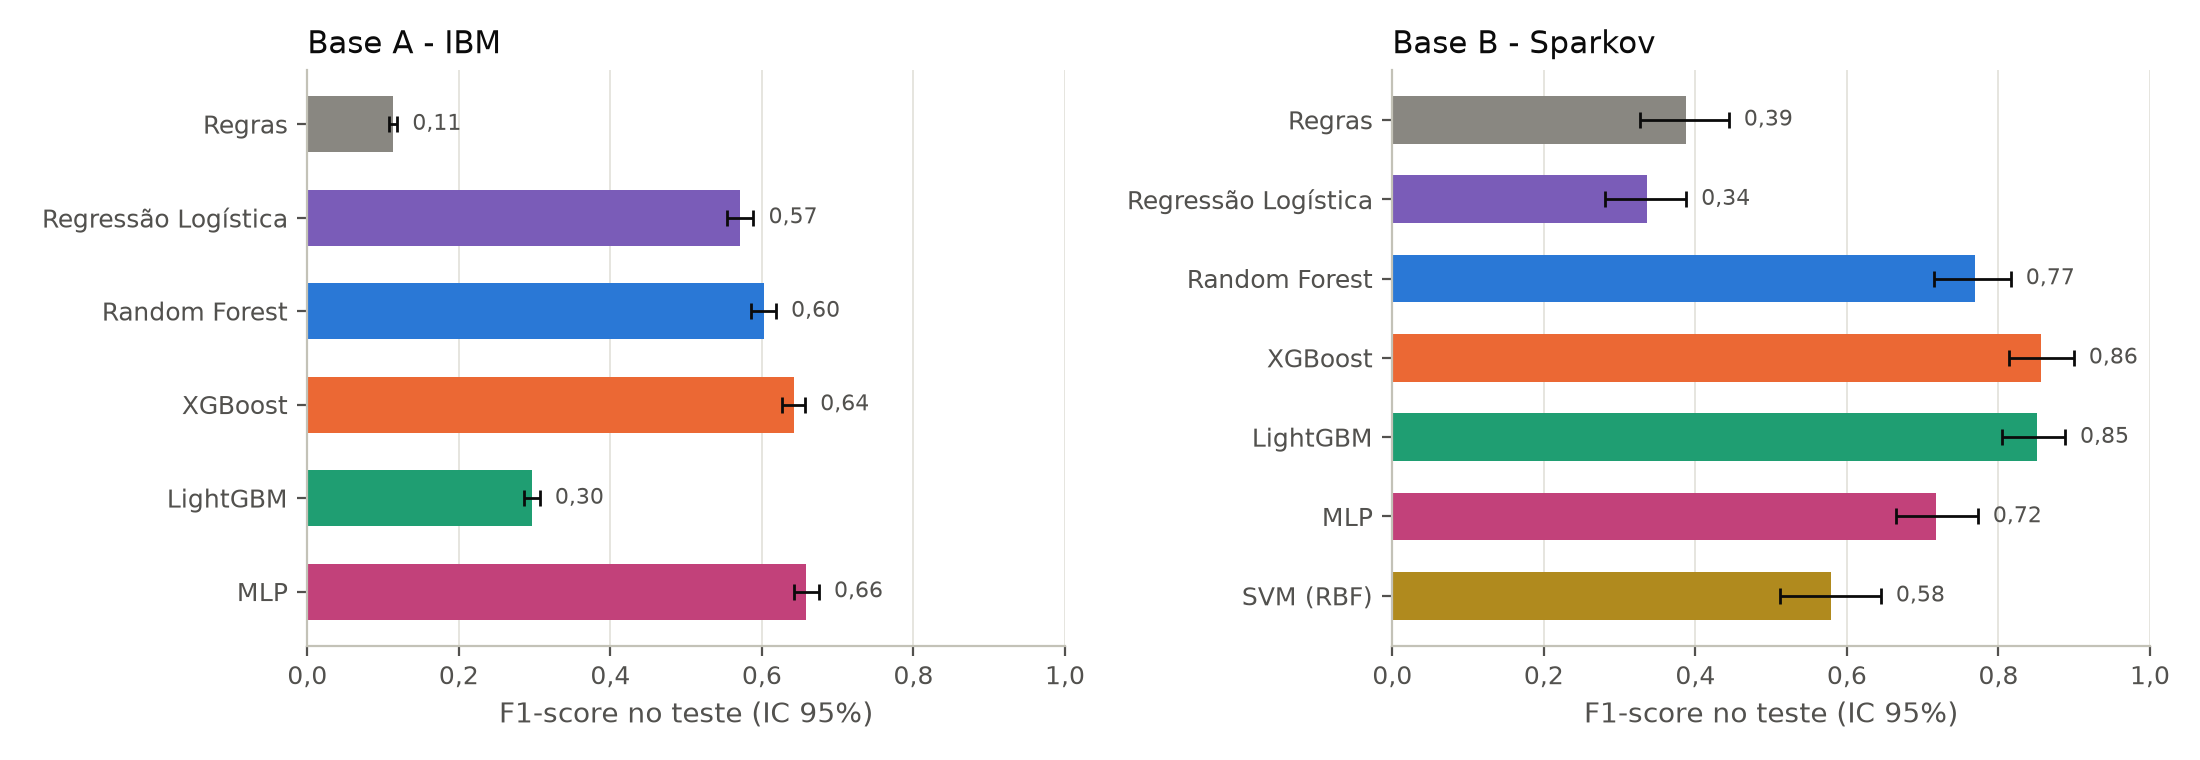 Base A - IBM
Regras
0,11
Regressão Logística
0,57
Random Forest
0,60
XGBoost
0,64
LightGBM
0,30
MLP
0,66
0,0 0,2 0,4 0,6 0,8 1,0
F1-score no teste (IC 95%)
Base B - Sparkov
Regras
0,39
Regressão Logística
0,34
Random Forest
0,77
XGBoost
0,86
LightGBM
0,85
MLP
0,72
SVM (RBF)
0,58
0,0 0,2 0,4 0,6 0,8 1,0
F1-score no teste (IC 95%)